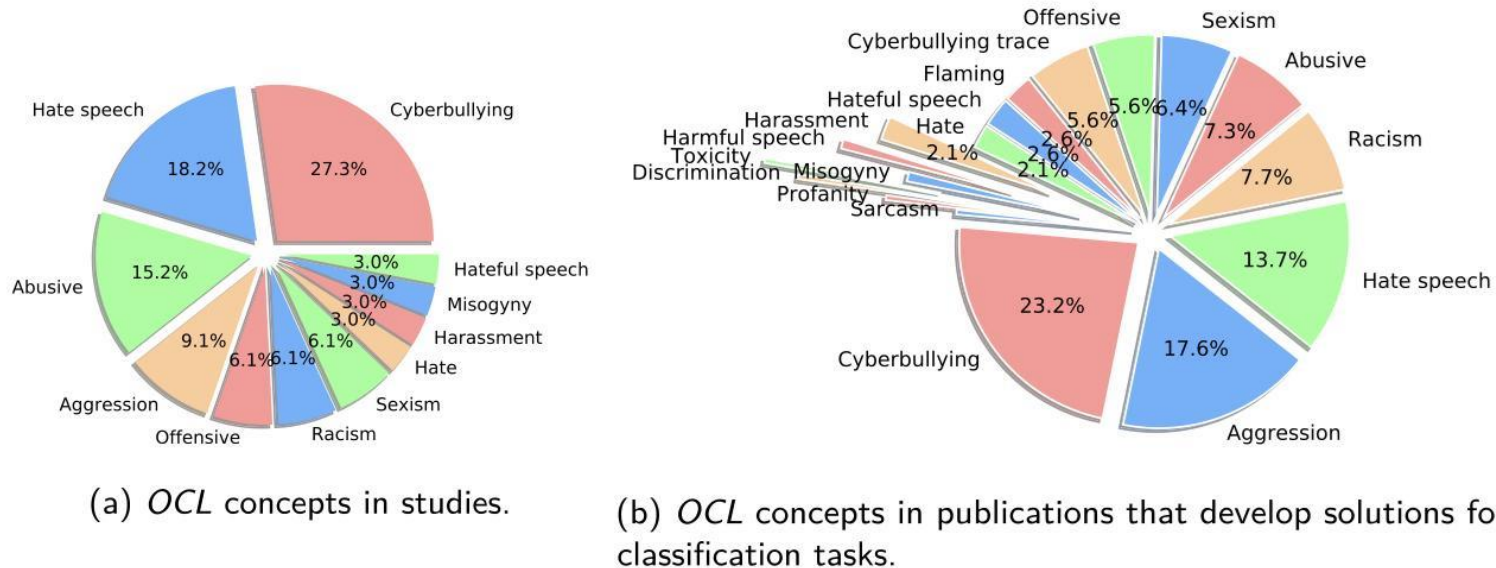 Hate speech
Cyberbullying
18.2%
27.3%
Abusive
15.2%
3.0%
Hateful speech
3.0%
Misogyny
3.0%
Harassment
3.0%
Hate
9.1%
6.1%
6.1%
6.1%
Sexism
Aggression
Offensive
Racism
(a) OCL concepts in studies.
Offensive
Sexism
Cyberbullying trace
Abusive
Flaming
Hateful speech
Harassment
Hate
Harmful speech
Toxicity
Discrimination
Misogyny
Profanity
Sarcasm
5.6%
5.6%
6.4%
7.3%
Racism
2.6%
2.6%
2.1%
2.1%
7.7%
13.7%
Hate speech
23.2%
Cyberbullying
17.6%
Aggression
(b) OCL concepts in publications that develop solutions fo
classification tasks.